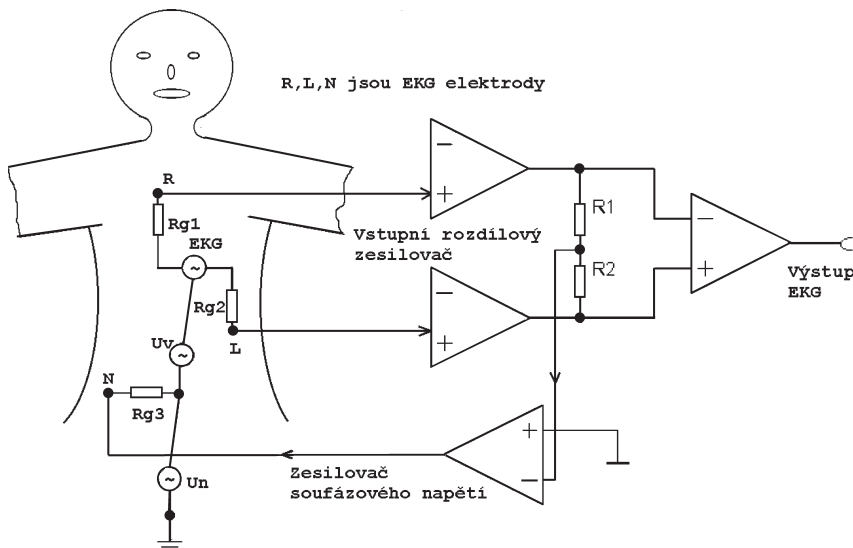 R,L,N jsou EKG elektrody
R
Rg1
EKG
Rg2
L
Uv
N
Rg3
Un
−
+
Vstupní rozdílový
zesilovač
−
+
R1
R2
−
+
Výstup
EKG
+
−
Zesilovač
soufázového napětí